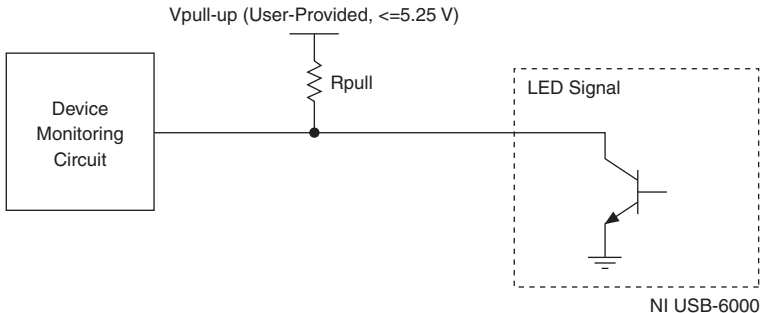 Vpull-up (User-Provided, <=5.25 V)
Rpull
Device
Monitoring
Circuit
LED Signal
NI USB-6000